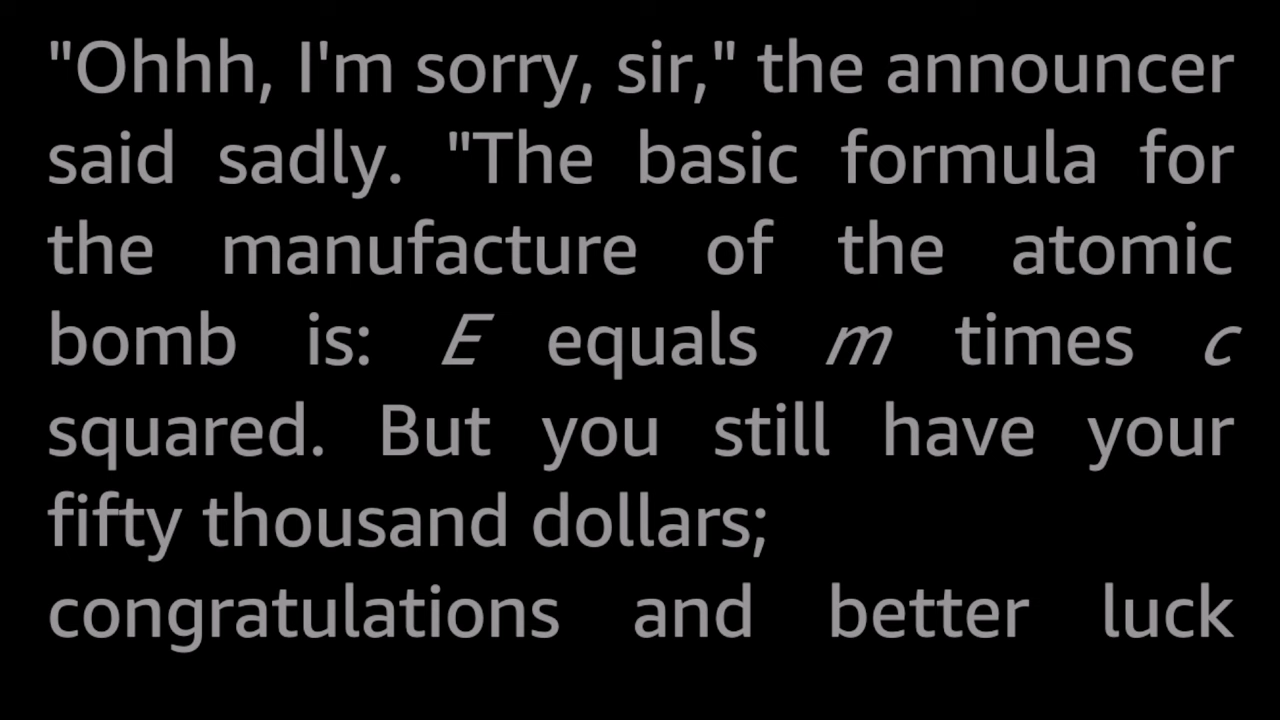 "Ohhh, I'm sorry, sir," the announcer
said sadly. "The basic formula for
the manufacture of the atomic
bomb is: E equals m times c
squared. But you still have your
fifty thousand dollars;
congratulations and better luck